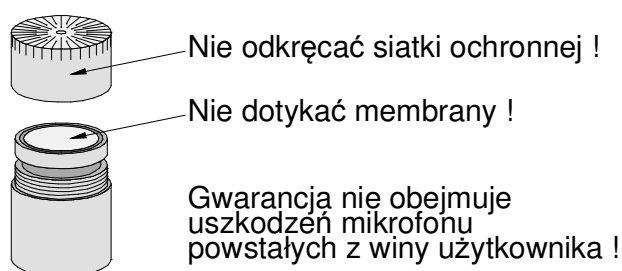 Nie odkręcać siatki ochronnej !
Nie dotykać membrany !
Gwarancja nie obejmuje
uszkodzeń mikrofonu
powstałych z winy użytkownika !